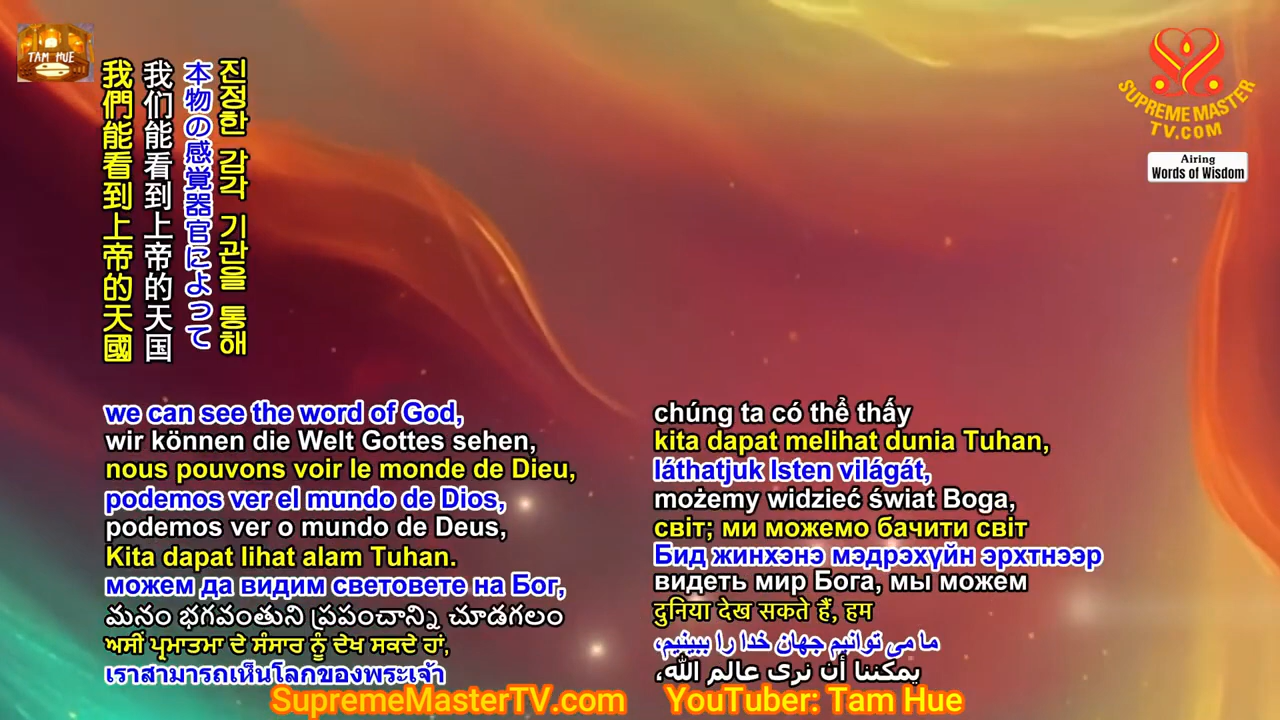 TAM HUE
我們能看到上帝的天國
我们能看到上帝的天国
本物の感覚器官によって
진정한 감각 기관을 통해
SUPREME MASTER
TV.COM
Airing
Words of Wisdom
we can see the word of God,
wir können die Welt Gottes sehen,
nous pouvons voir le monde de Dieu,
podemos ver el mundo de Dios,
podemos ver o mundo de Deus,
Kita dapat lihat alam Tuhan.
можем да видим световете на Бог,
మనం భగవంతుని ప్రపంచాన్ని చూడగలం
ਅਸੀਂ ਪ੍ਰਮਾਤਮਾ ਦੇ ਸੰਸਾਰ ਨੂੰ ਦੇਖ ਸਕਦੇ ਹਾਂ,
เราสามารถเห็นโลกของพระเจ้า
chúng ta có thể thấy
kita dapat melihat dunia Tuhan,
láthatjuk Isten világát,
możemy widzieć świat Boga,
світ; ми можемо бачити світ
Бид жинхэнэ мэдрэхүйн эрхтнээр
видеть мир Бога, мы можем
दुनिया देख सकते हैं, हम
ما می توانیم جهان خدا را ببینیم،
يمكننا أن نرى عالم الله،
SupremeMasterTV.com
YouTuber: Tam Hue